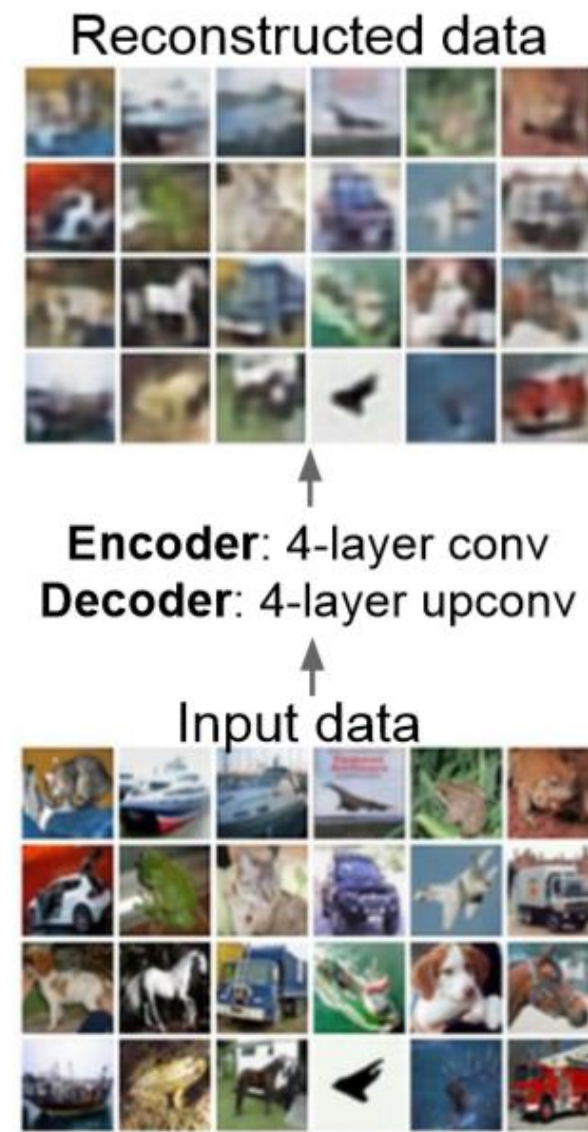 Reconstructed data
Encoder: 4-layer conv
Decoder: 4-layer upconv
Input data